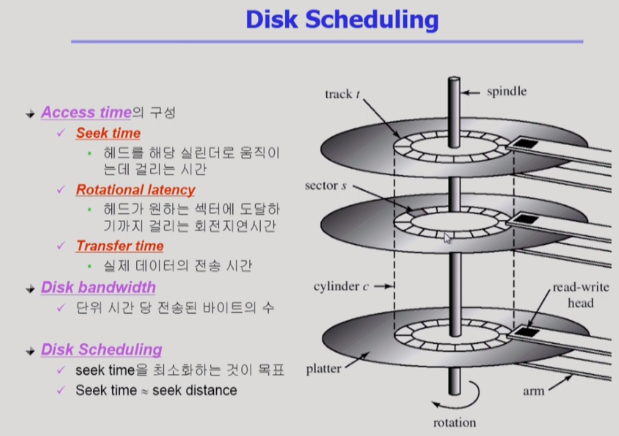 Disk Scheduling
Access time의 구성
Seek time
헤드를 해당 실린더로 움직이
는데 걸리는 시간
Rotational latency
헤드가 원하는 섹터에 도달하
기까지 걸리는 회전지연시간
Transfer time
실제 데이터의 전송 시간
Disk bandwidth
단위 시간 당 전송된 바이트의 수
Disk Scheduling
seek time을 최소화하는 것이 목표
Seek time ≈ seek distance
track t
spindle
sector s
cylinder c
read-write
head
platter
arm
rotation